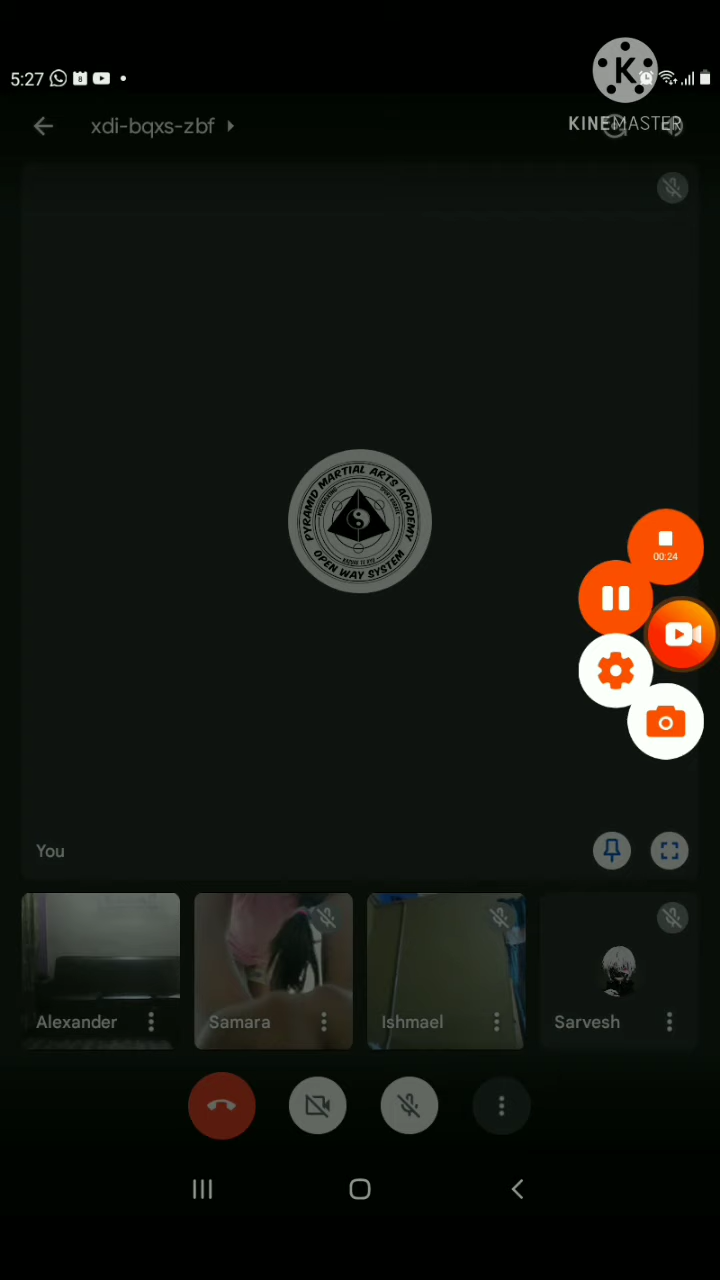 5:27
8
KINEMASTER
K
xdi-bqxs-zbf
PYRAMID MARTIAL ARTS ACADEMY
OPEN WAY SYSTEM
00:24
You
Alexander
Samara
Ishmael
Sarvesh